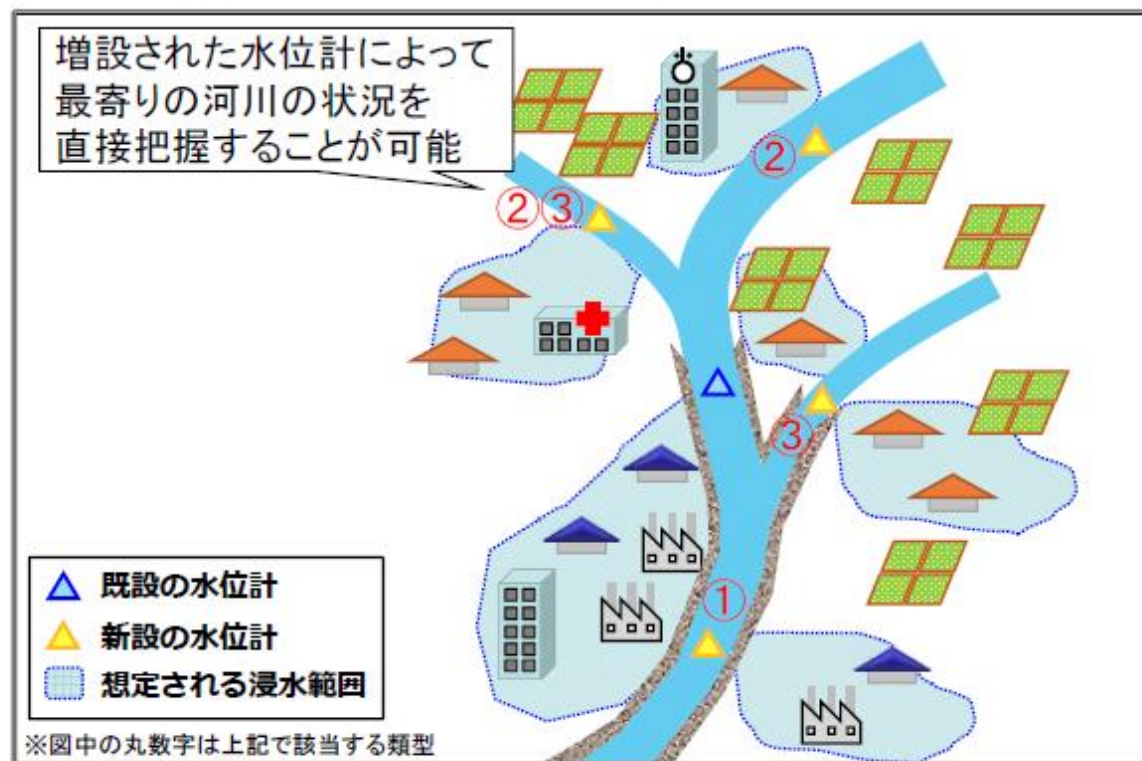 増設された水位計によって
最寄りの河川の状況を
直接把握することが可能
②
②③
③
①
既設の水位計
新設の水位計
想定される浸水範囲
※図中の丸数字は上記で該当する類型